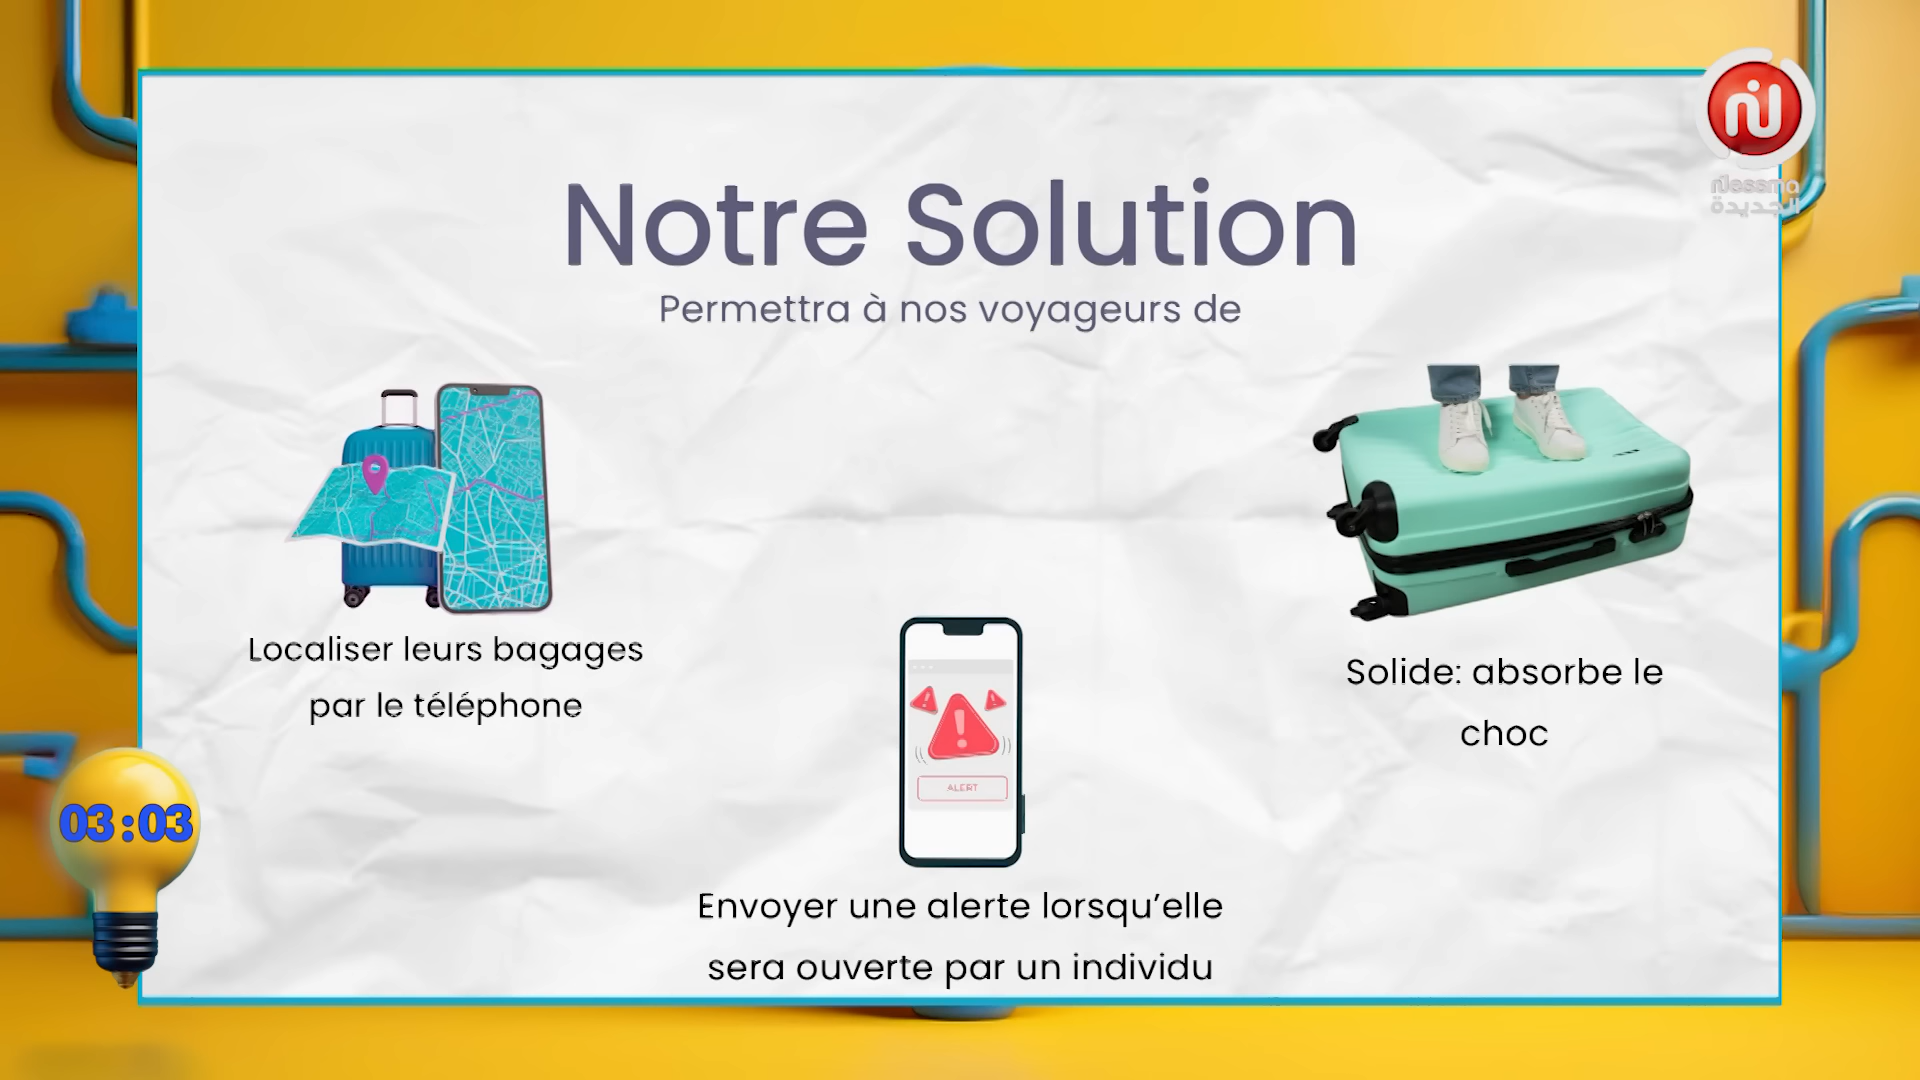 Notre Solution
Permettra à nos voyageurs de
Localiser leurs bagages
par le téléphone
Solide: absorbe le
choc
ALERT
Envoyer une alerte lorsqu'elle
sera ouverte par un individu
03:03
nessma
الجديدة